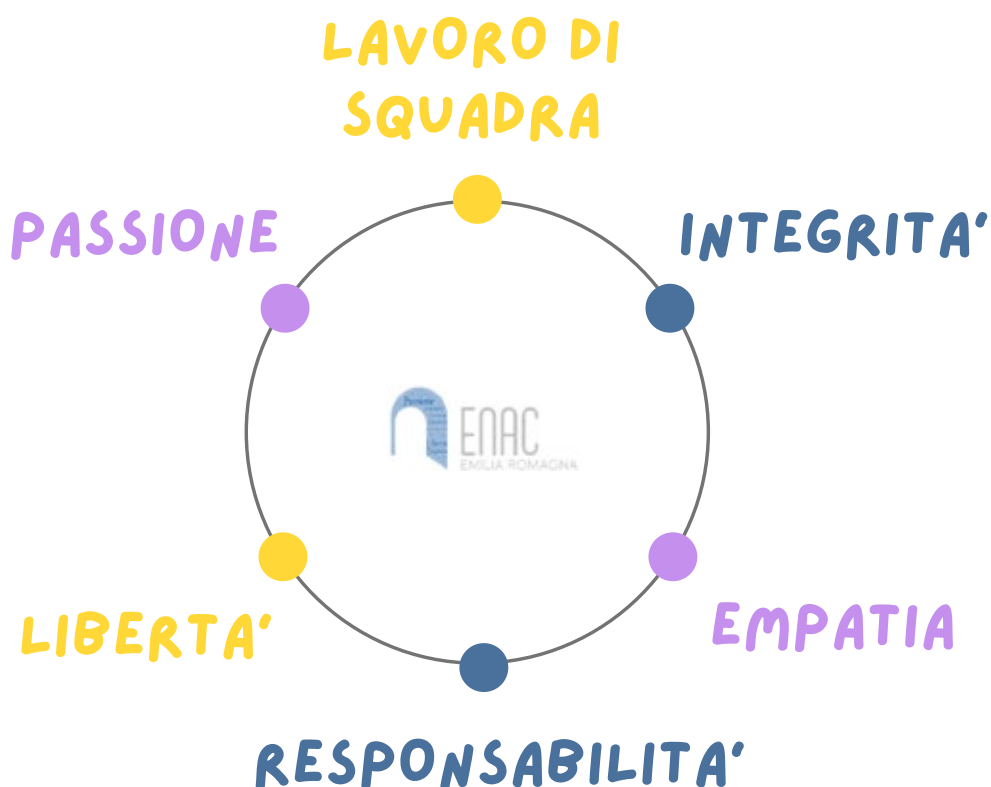 LAVORO DI
SQUADRA
PASSIONE
INTEGRITA'
ENAC
EMILIA ROMAGNA
LIBERTA'
EMPATIA
RESPONSABILITA'